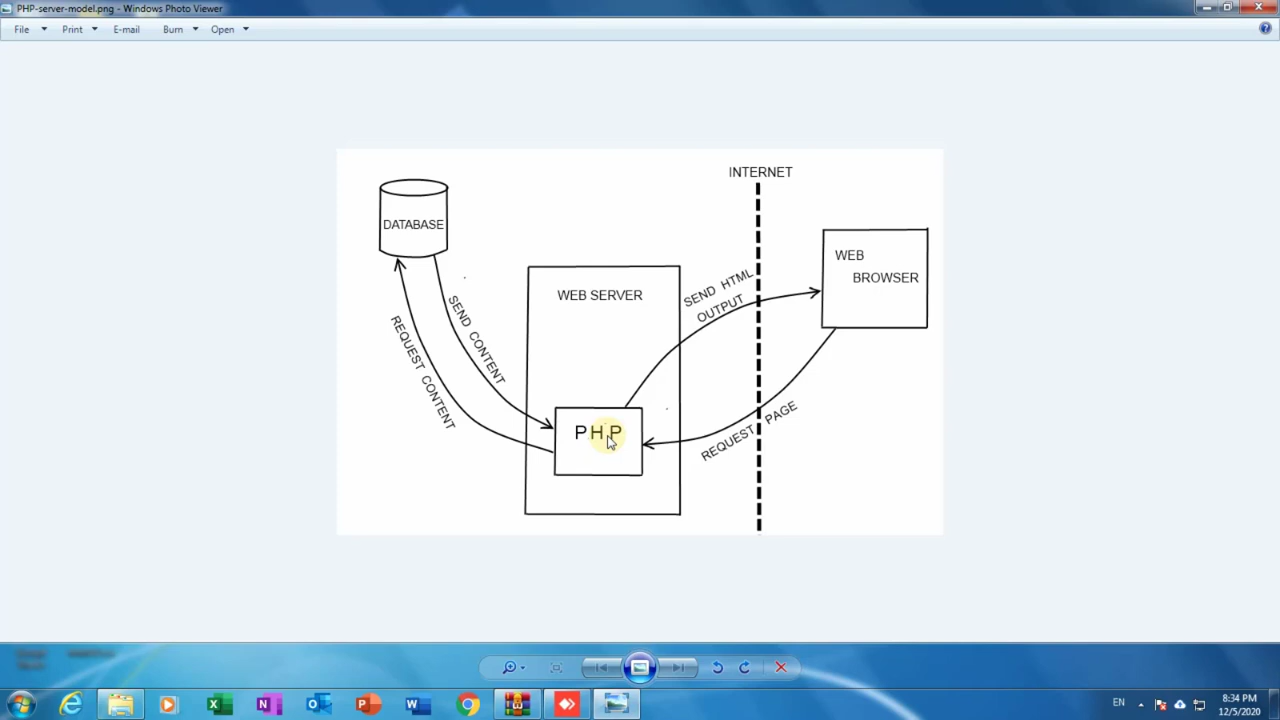 PHP-server-model.png - Windows Photo Viewer
File Print E-mail Burn Open
INTERNET
DATABASE
WEB
BROWSER
WEB SERVER
SEND HTML
OUTPUT
SEND CONTENT
REQUEST CONTENT
PHP
REQUEST PAGE
EN
8:34 PM
12/5/2020